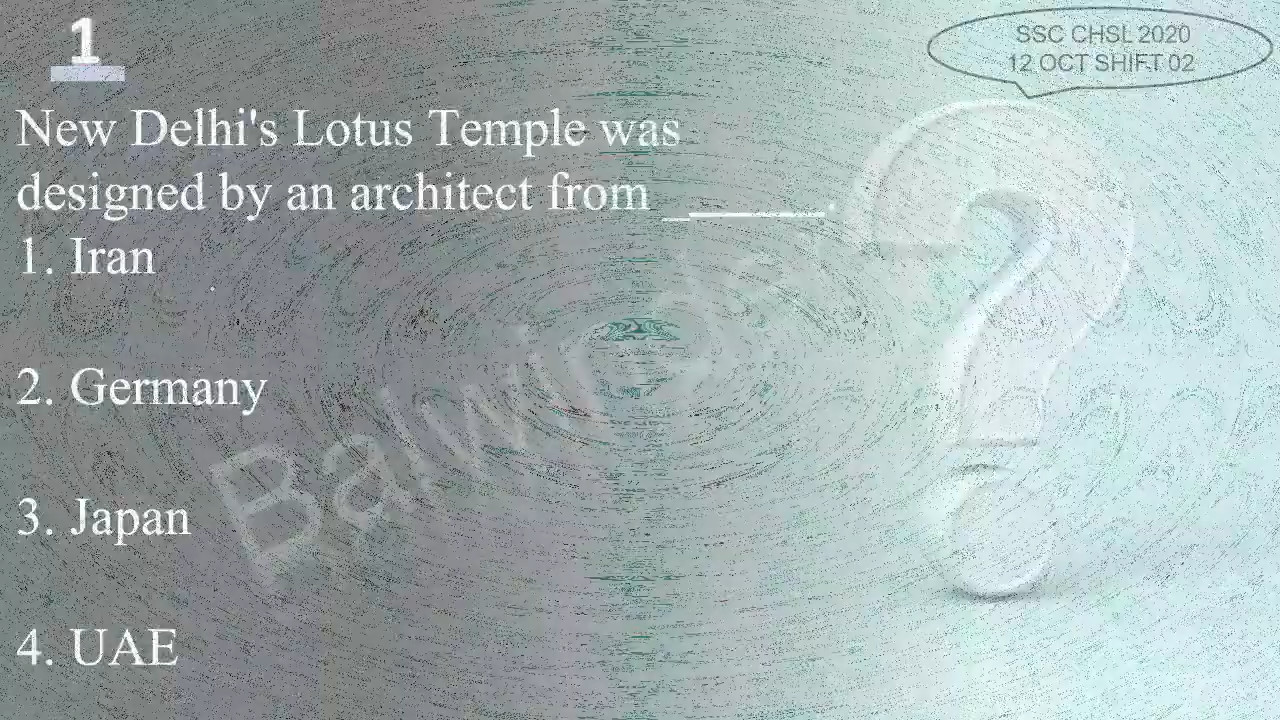 1
SSC CHSL 2020
12 OCT SHIFT 02
New Delhi's Lotus Temple was
designed by an architect from _______.
1. Iran
2. Germany
3. Japan
4. UAE